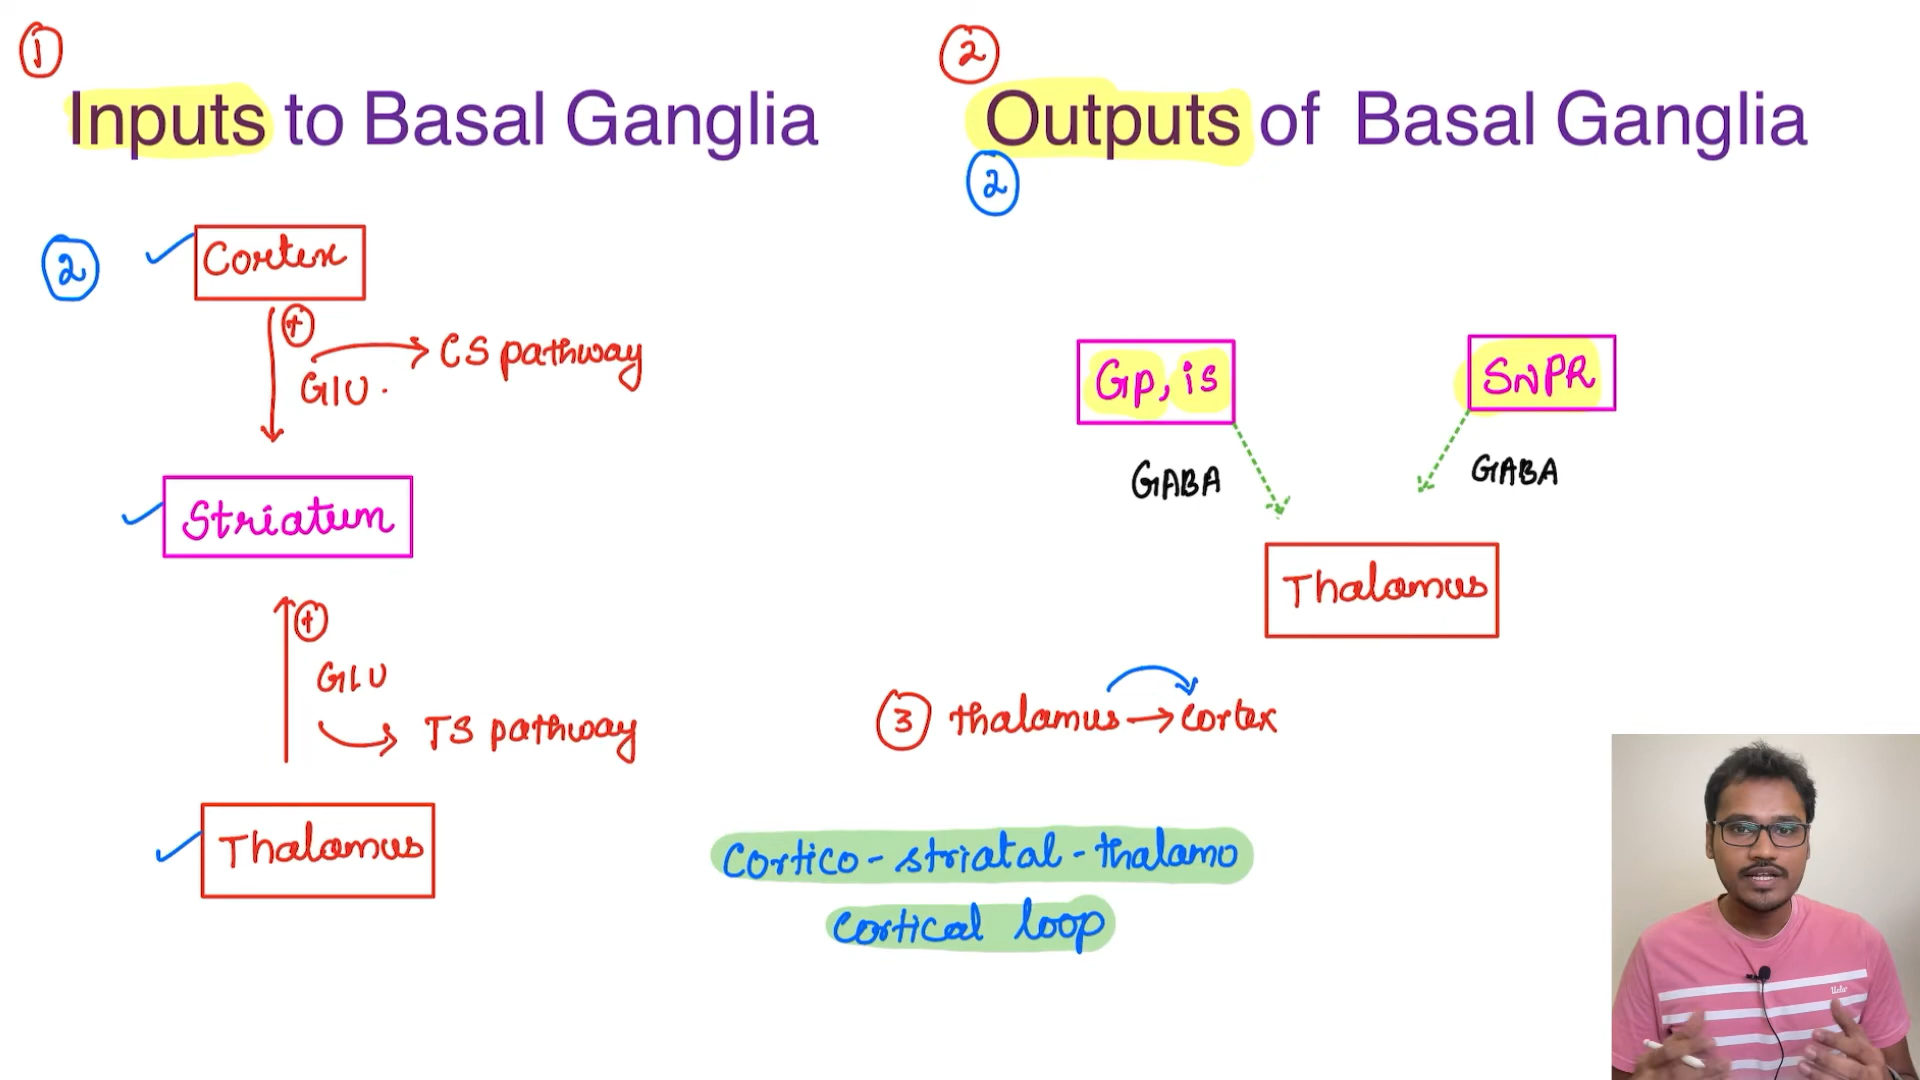 1
Inputs to Basal Ganglia
2
Cortex
+
GLU.
CS pathway
Striatum
+
GLU
TS pathway
Thalamus
2
Outputs of Basal Ganglia
2
GP, is
SNPR
GABA
GABA
Thalamus
3 thalamus → cortex
cortico-striatal-thalamo
cortical loop